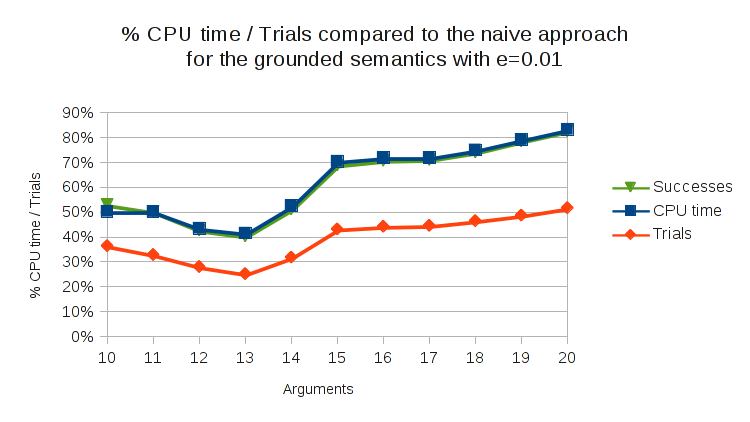 % CPU time / Trials compared to the naive approach
for the grounded semantics with e=0.01
90%
80%
70%
60%
50%
40%
30%
20%
10%
0%
% CPU time / Trials
10 11 12 13 14 15 16 17 18 19 20
Arguments
Successes
CPU time
Trials